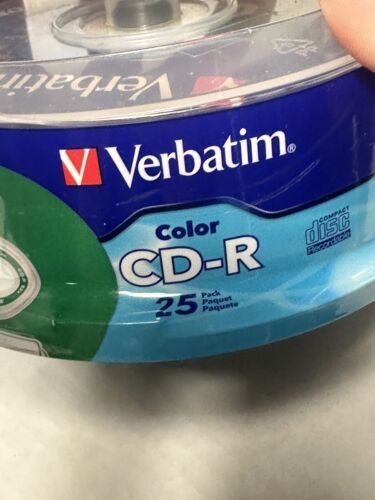 Verbatim
Verbatim®
Color
CD-R
25 Pack
Paquet
Paquete
COMPACT
disc
Recordable